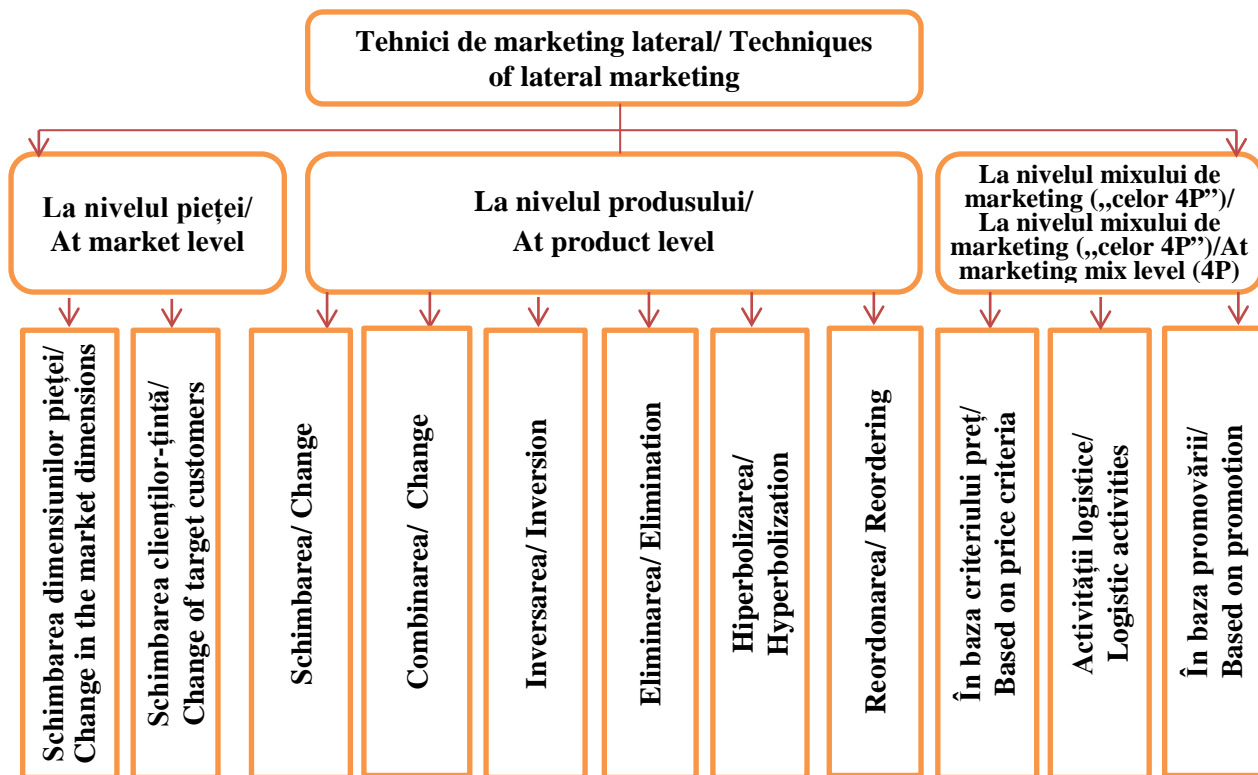 Tehnici de marketing lateral/ Techniques
of lateral marketing
La nivelul pieței/
At market level
La nivelul produsului/
At product level
La nivelul mixului de
marketing („celor 4P”)/
La nivelul mixului de
marketing („celor 4P”)/At
marketing mix level (4P)
Schimbarea dimensiunilor pieței/
Change in the market dimensions
Schimbarea clienților-țintă/
Change of target customers
Schimbarea/ Change
Combinarea/ Change
Inversarea/ Inversion
Eliminarea/ Elimination
Hiperbolizarea/
Hyperbolization
Reordonarea/ Reordering
În baza criteriului preț/
Based on price criteria
Activității logistice/
Logistic activities
În baza promovării/
Based on promotion